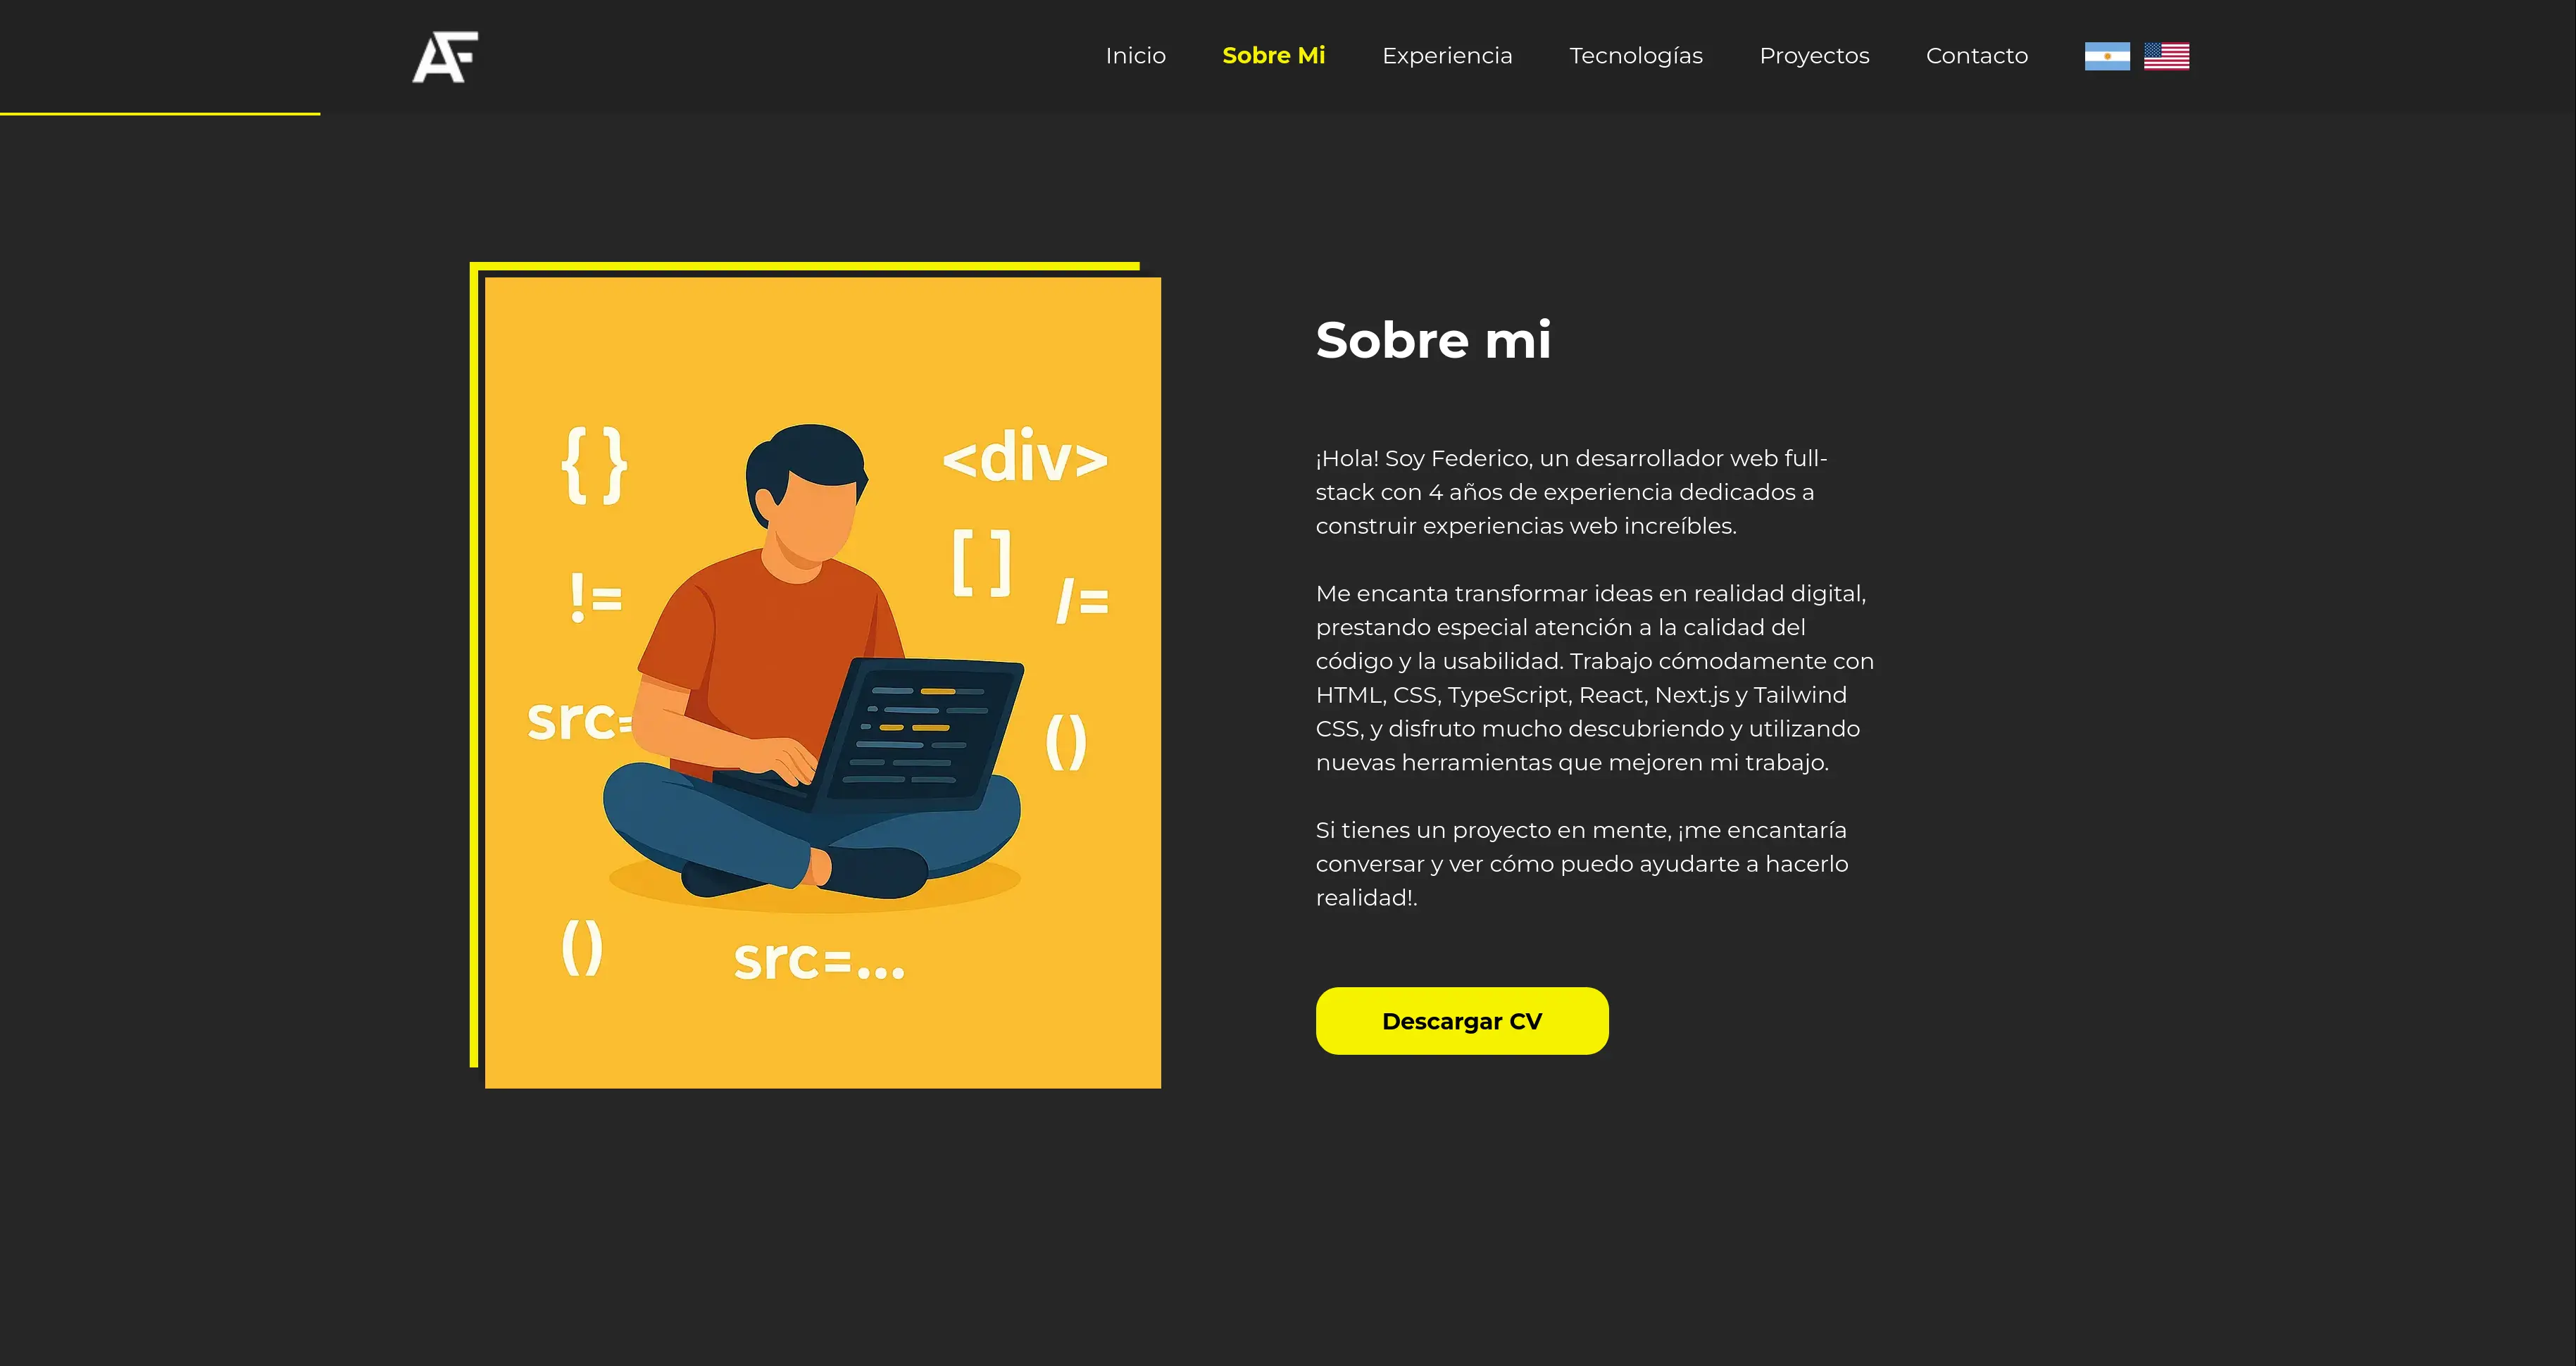 AF
Inicio Sobre Mi Experiencia Tecnologías Proyectos Contacto
{ }
<div>
[ ]
!=
/=
src=
()
()
src=...
Sobre mi
¡Hola! Soy Federico, un desarrollador web full-
stack con 4 años de experiencia dedicados a
construir experiencias web increíbles.
Me encanta transformar ideas en realidad digital,
prestando especial atención a la calidad del
código y la usabilidad. Trabajo cómodamente con
HTML, CSS, TypeScript, React, Next.js y Tailwind
CSS, y disfruto mucho descubriendo y utilizando
nuevas herramientas que mejoren mi trabajo.
Si tienes un proyecto en mente, ¡me encantaría
conversar y ver cómo puedo ayudarte a hacerlo
realidad!.
Descargar CV